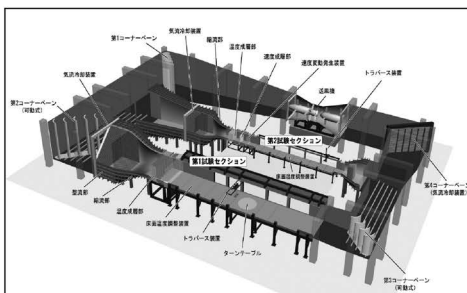 第1コーナーベーン
気流冷却装置
縮流部
温度成層部
速度成層部
速度変動発生装置
送風機
トラバース装置
気流冷却装置
第2コーナーベーン
(可動式)
第2試験セクション
第1試験セクション
床面温度調整装置
第4コーナーベーン
(気流冷却装置)
整流部
縮流部
温度成層部
床面温度調整装置
トラバース装置
ターンテーブル
第3コーナーベーン
(可動式)